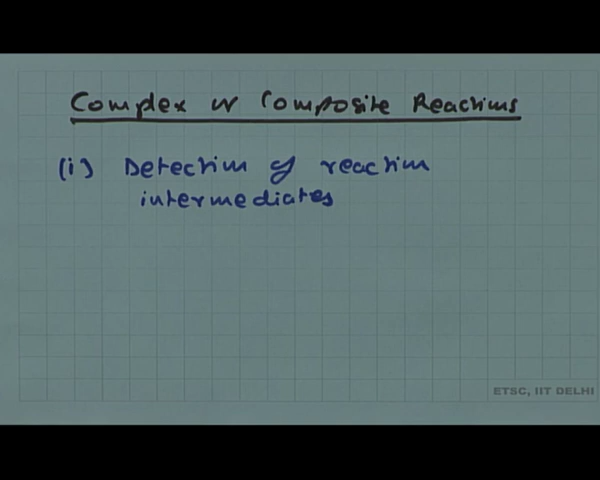 Complex or Composite Reactions
(i) Detection of reaction
intermediates
ETSC, IIT DELHI